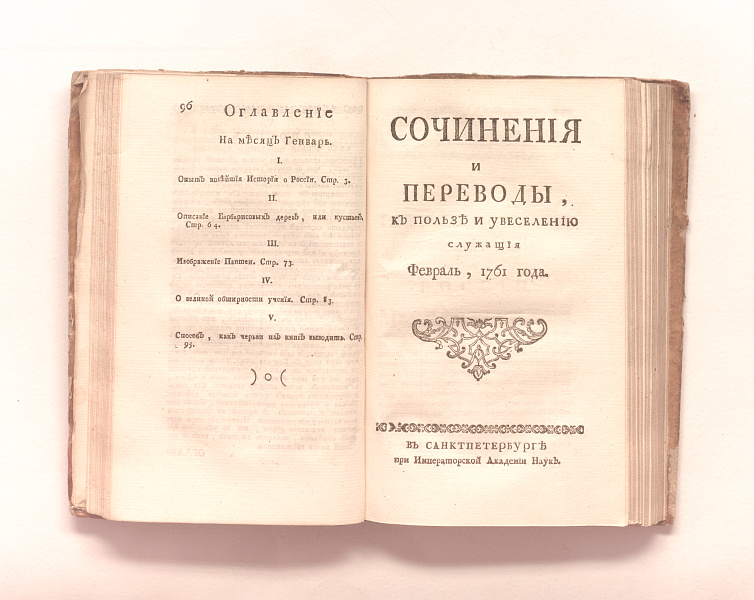 96
Оглавленіе
На мѣсяцъ Генварь.
I.
Опытъ новѣйшія Исторіи о Россіи. Стр. 3.
II.
Описаніе Барбарисовыхъ деревъ, или кустьевъ,
Стр. 64.
III.
Изображеніе Пантеи. Стр. 73.
IV.
О великой обширности ученія. Стр. 83.
V.
Способъ, какъ черьви изъ книгъ выводить. Стр.
95.
СОЧИНЕНІЯ
И
ПЕРЕВОДЫ,
КЪ ПОЛЬЗѢ И УВЕСЕЛЕНІЮ
СЛУЖАЩІЯ
Февраль, 1761 года.
ВЪ САНКТПЕТЕРБУРГѢ
при Императорской Академіи Наукъ.